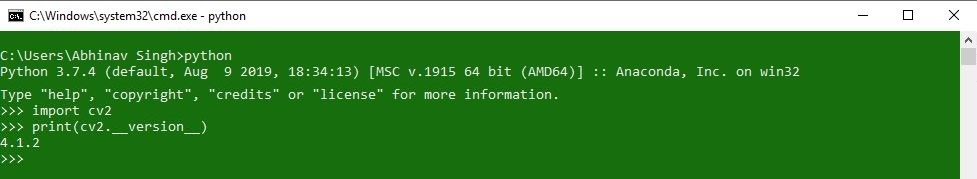 C:\Windows\system32\cmd.exe - python
C:\Users\Abhinav Singh>python
Python 3.7.4 (default, Aug  9 2019, 18:34:13) [MSC v.1915 64 bit (AMD64)] :: Anaconda, Inc. on win32
Type "help", "copyright", "credits" or "license" for more information.
>>> import cv2
>>> print(cv2.__version__)
4.1.2
>>>